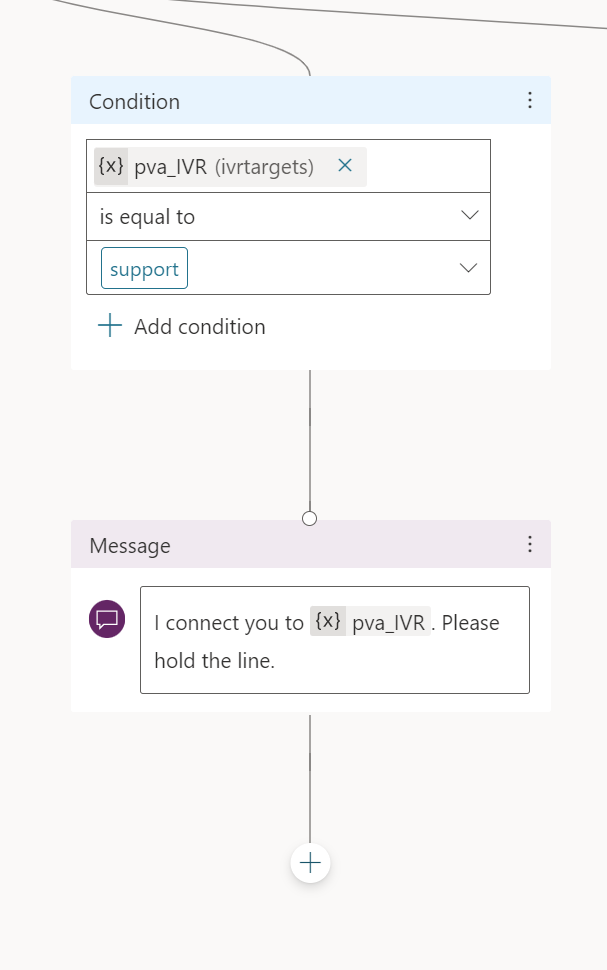 Condition
{x} pva_IVR (ivrtargets)
is equal to
support
Add condition
Message
I connect you to {x} pva_IVR . Please
hold the line.